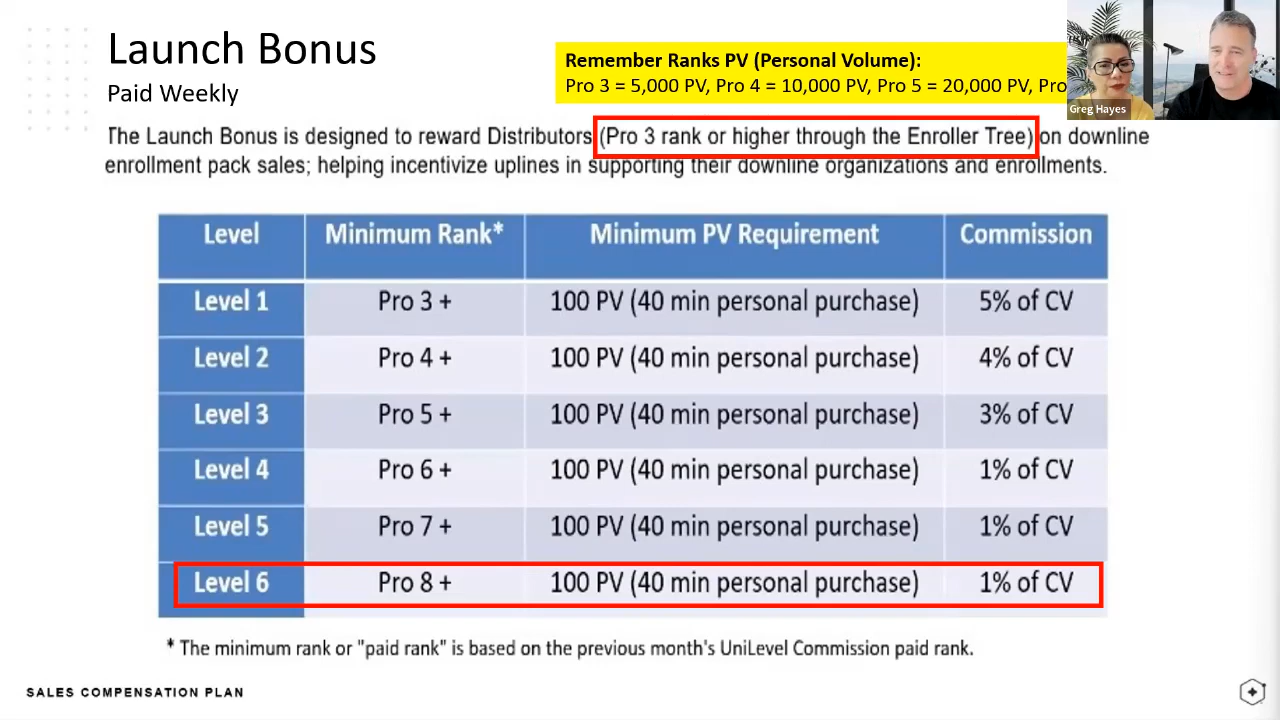 Launch Bonus
Paid Weekly
Remember Ranks PV (Personal Volume):
Pro 3 = 5,000 PV, Pro 4 = 10,000 PV, Pro 5 = 20,000 PV, Pro
Greg Hayes
The Launch Bonus is designed to reward Distributors (Pro 3 rank or higher through the Enroller Tree) on downline
enrollment pack sales; helping incentivize uplines in supporting their downline organizations and enrollments.
Level Minimum Rank* Minimum PV Requirement Commission
Level 1 Pro 3 + 100 PV (40 min personal purchase) 5% of CV
Level 2 Pro 4 + 100 PV (40 min personal purchase) 4% of CV
Level 3 Pro 5 + 100 PV (40 min personal purchase) 3% of CV
Level 4 Pro 6 + 100 PV (40 min personal purchase) 1% of CV
Level 5 Pro 7 + 100 PV (40 min personal purchase) 1% of CV
Level 6 Pro 8 + 100 PV (40 min personal purchase) 1% of CV
* The minimum rank or "paid rank" is based on the previous month's UniLevel Commission paid rank.
SALES COMPENSATION PLAN